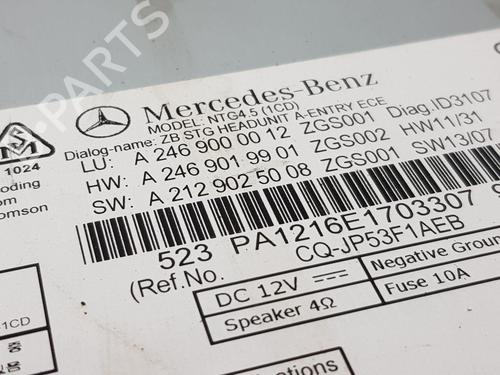 Mercedes-Benz
MODEL: NTG4.5 (1CD)
Dialog-name: ZB STG HEADUNIT A-ENTRY ECE
LU: A 246 900 00 12 ZGS001 Diag.ID3107
HW: A 246 901 99 01 ZGS002 HW11/31
SW: A 212 902 50 08 ZGS001 SW13/07
523 PA1216E1703307
(Ref.No. CQ-JP53F1AEB
DC 12V
Negative Groun
Speaker 4Ω
Fuse 10A
1024
oding
om
omson
1CD
ections
B-PARTS